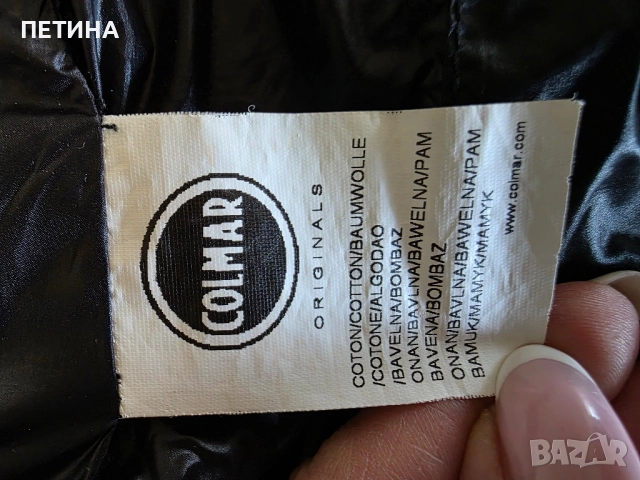 ПЕТИНА
COLMAR
ORIGINALS
COTON/COTTON/BAUMWOLLE
/COTONE/ALGODAO
/BAVELNA/BOMBAZ
ONAN/BAVLNA/BAWELNA/PAM
BAVENA/BOMBAZ
ONAN/BAVLNA/BAWELNA/PAM
BAMUK/MAMYK/MAMYK
www.colmar.com
BAZAR